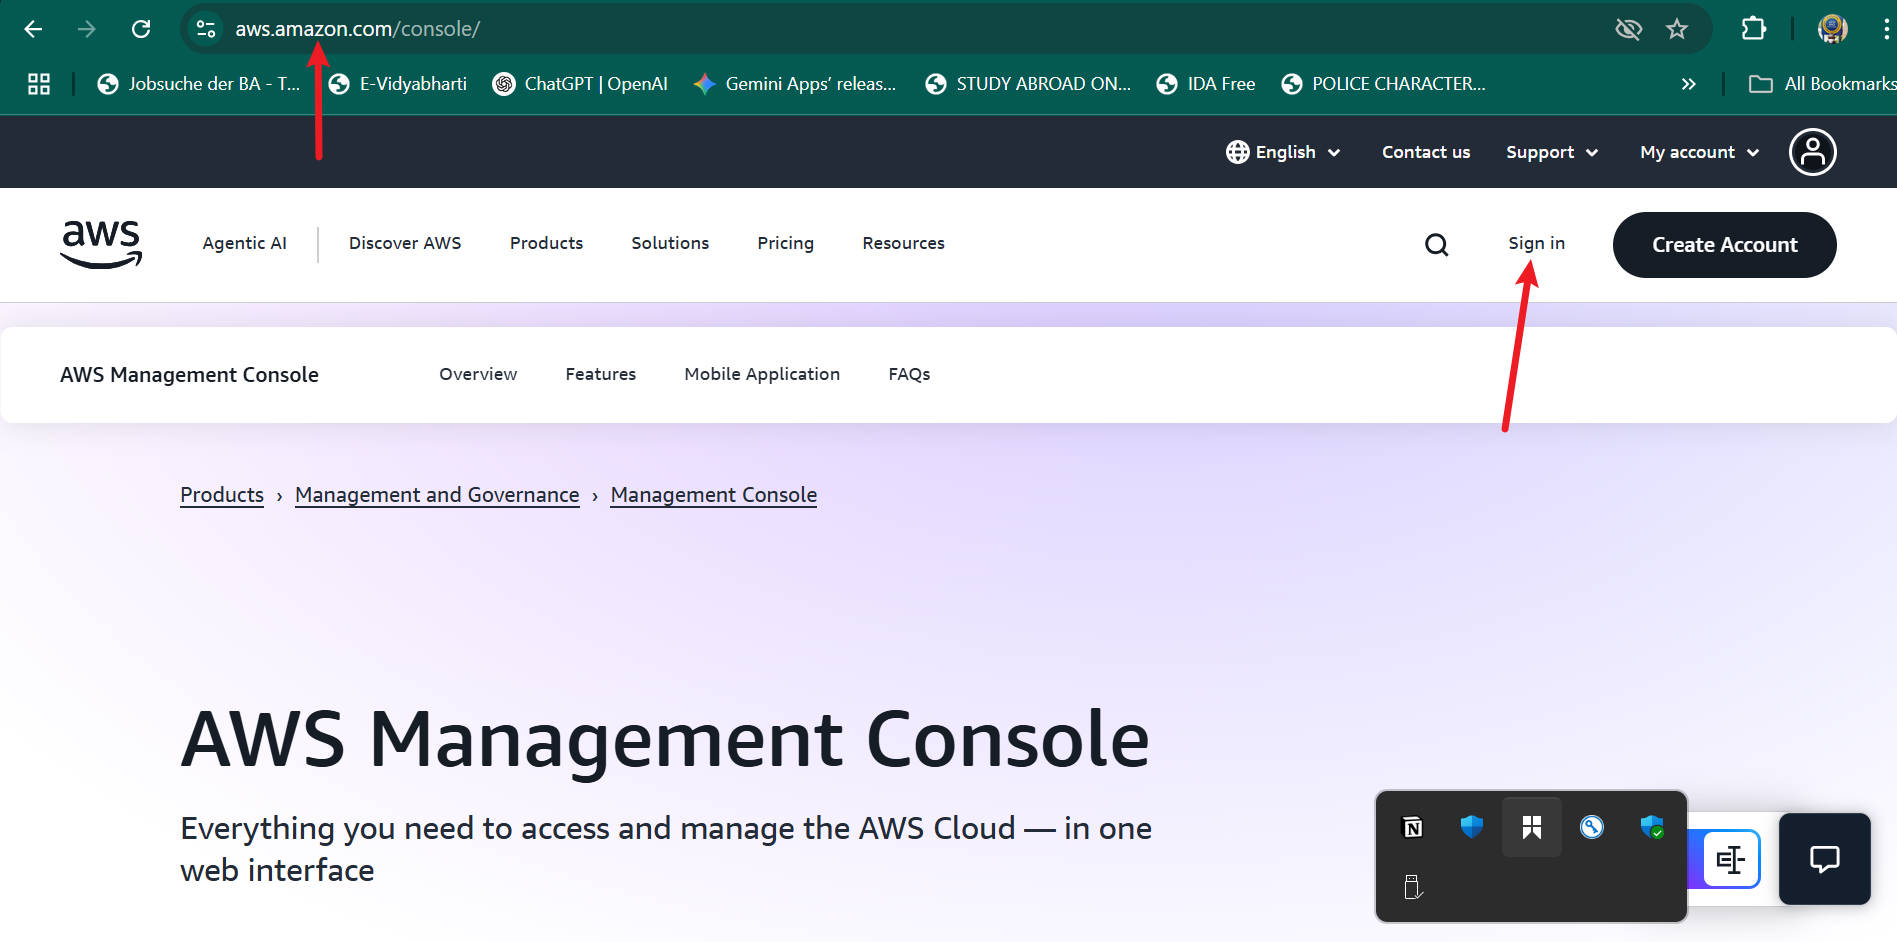 aws.amazon.com/console/
Jobsuche der BA - T... E-Vidyabharti ChatGPT | OpenAI Gemini Apps’ releas... STUDY ABROAD ON... IDA Free POLICE CHARACTER... » All Bookmarks
English Contact us Support My account
aws Agentic AI Discover AWS Products Solutions Pricing Resources Sign in Create Account
AWS Management Console Overview Features Mobile Application FAQs
Products › Management and Governance › Management Console
AWS Management Console
Everything you need to access and manage the AWS Cloud — in one
web interface